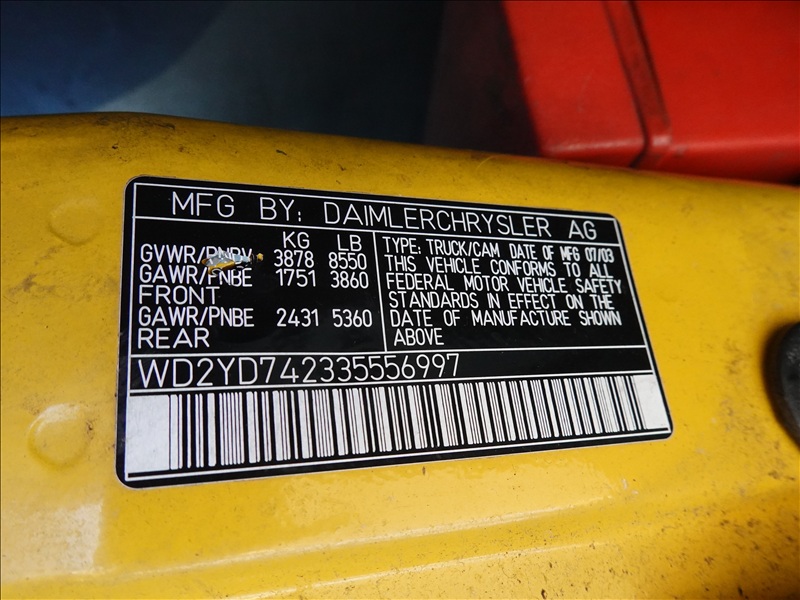 MFG BY: DAIMLERCHRYSLER AG
KG LB
GVWR/PNBV 3878 8550
GAWR/PNBE 1751 3860
FRONT
GAWR/PNBE 2431 5360
REAR
TYPE: TRUCK/CAM DATE OF MFG 07/03
THIS VEHICLE CONFORMS TO ALL
FEDERAL MOTOR VEHICLE SAFETY
STANDARDS IN EFFECT ON THE
DATE OF MANUFACTURE SHOWN
ABOVE
WD2YD742335556997